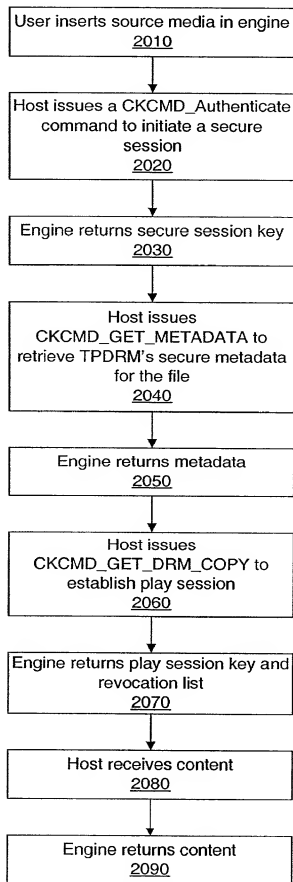 User inserts source media in engine
2010
Host issues a CKCMD_Authenticate
command to initiate a secure
session
2020
Engine returns secure session key
2030
Host issues
CKCMD_GET_METADATA to
retrieve TPDRM's secure metadata
for the file
2040
Engine returns metadata
2050
Host issues
CKCMD_GET_DRM_COPY to
establish play session
2060
Engine returns play session key and
revocation list
2070
Host receives content
2080
Engine returns content
2090